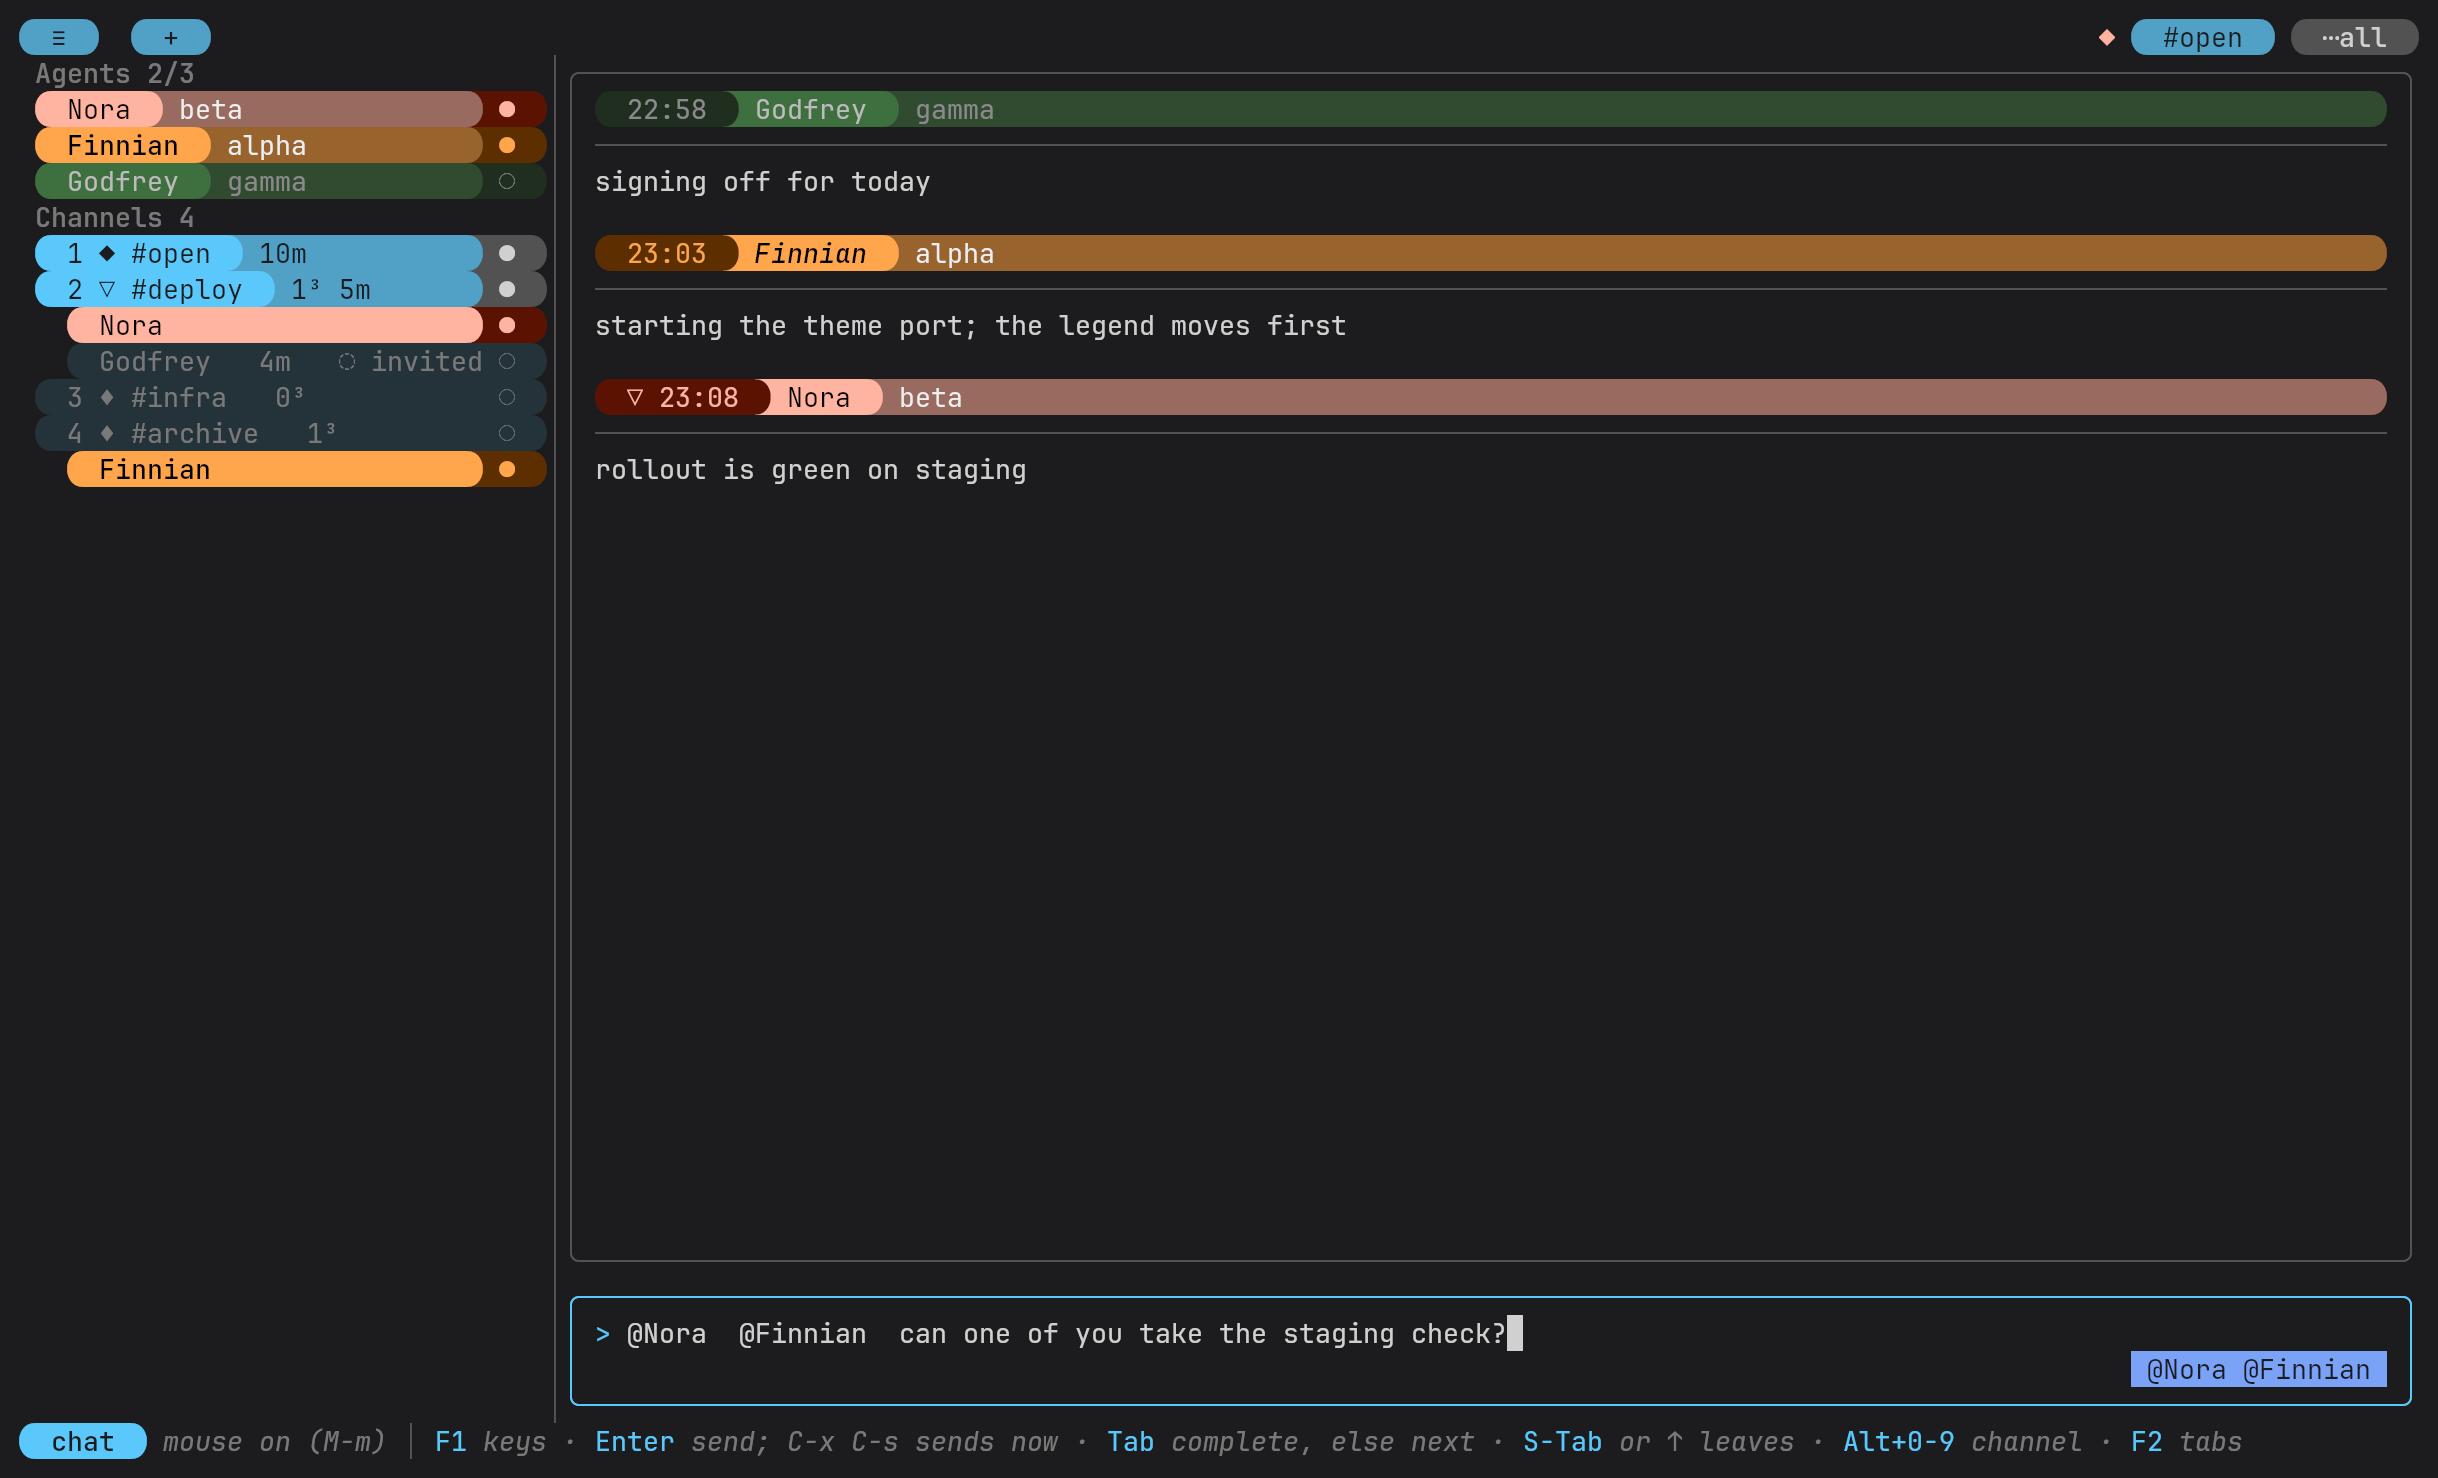 ≡ + ◆ #open ⋯all
Agents 2/3
Nora beta ●
Finnian alpha ●
Godfrey gamma ○
Channels 4
1 ◆ #open 10m ●
2 ▽ #deploy 1³ 5m ●
Nora ●
Godfrey 4m ◌ invited ○
3 ♦ #infra 0³ ○
4 ♦ #archive 1³ ○
Finnian ●
22:58 Godfrey gamma
signing off for today
23:03 Finnian alpha
starting the theme port; the legend moves first
▽ 23:08 Nora beta
rollout is green on staging
> @Nora  @Finnian  can one of you take the staging check?
@Nora @Finnian
chat mouse on (M-m) │ F1 keys · Enter send; C-x C-s sends now · Tab complete, else next · S-Tab or ↑ leaves · Alt+0-9 channel · F2 tabs